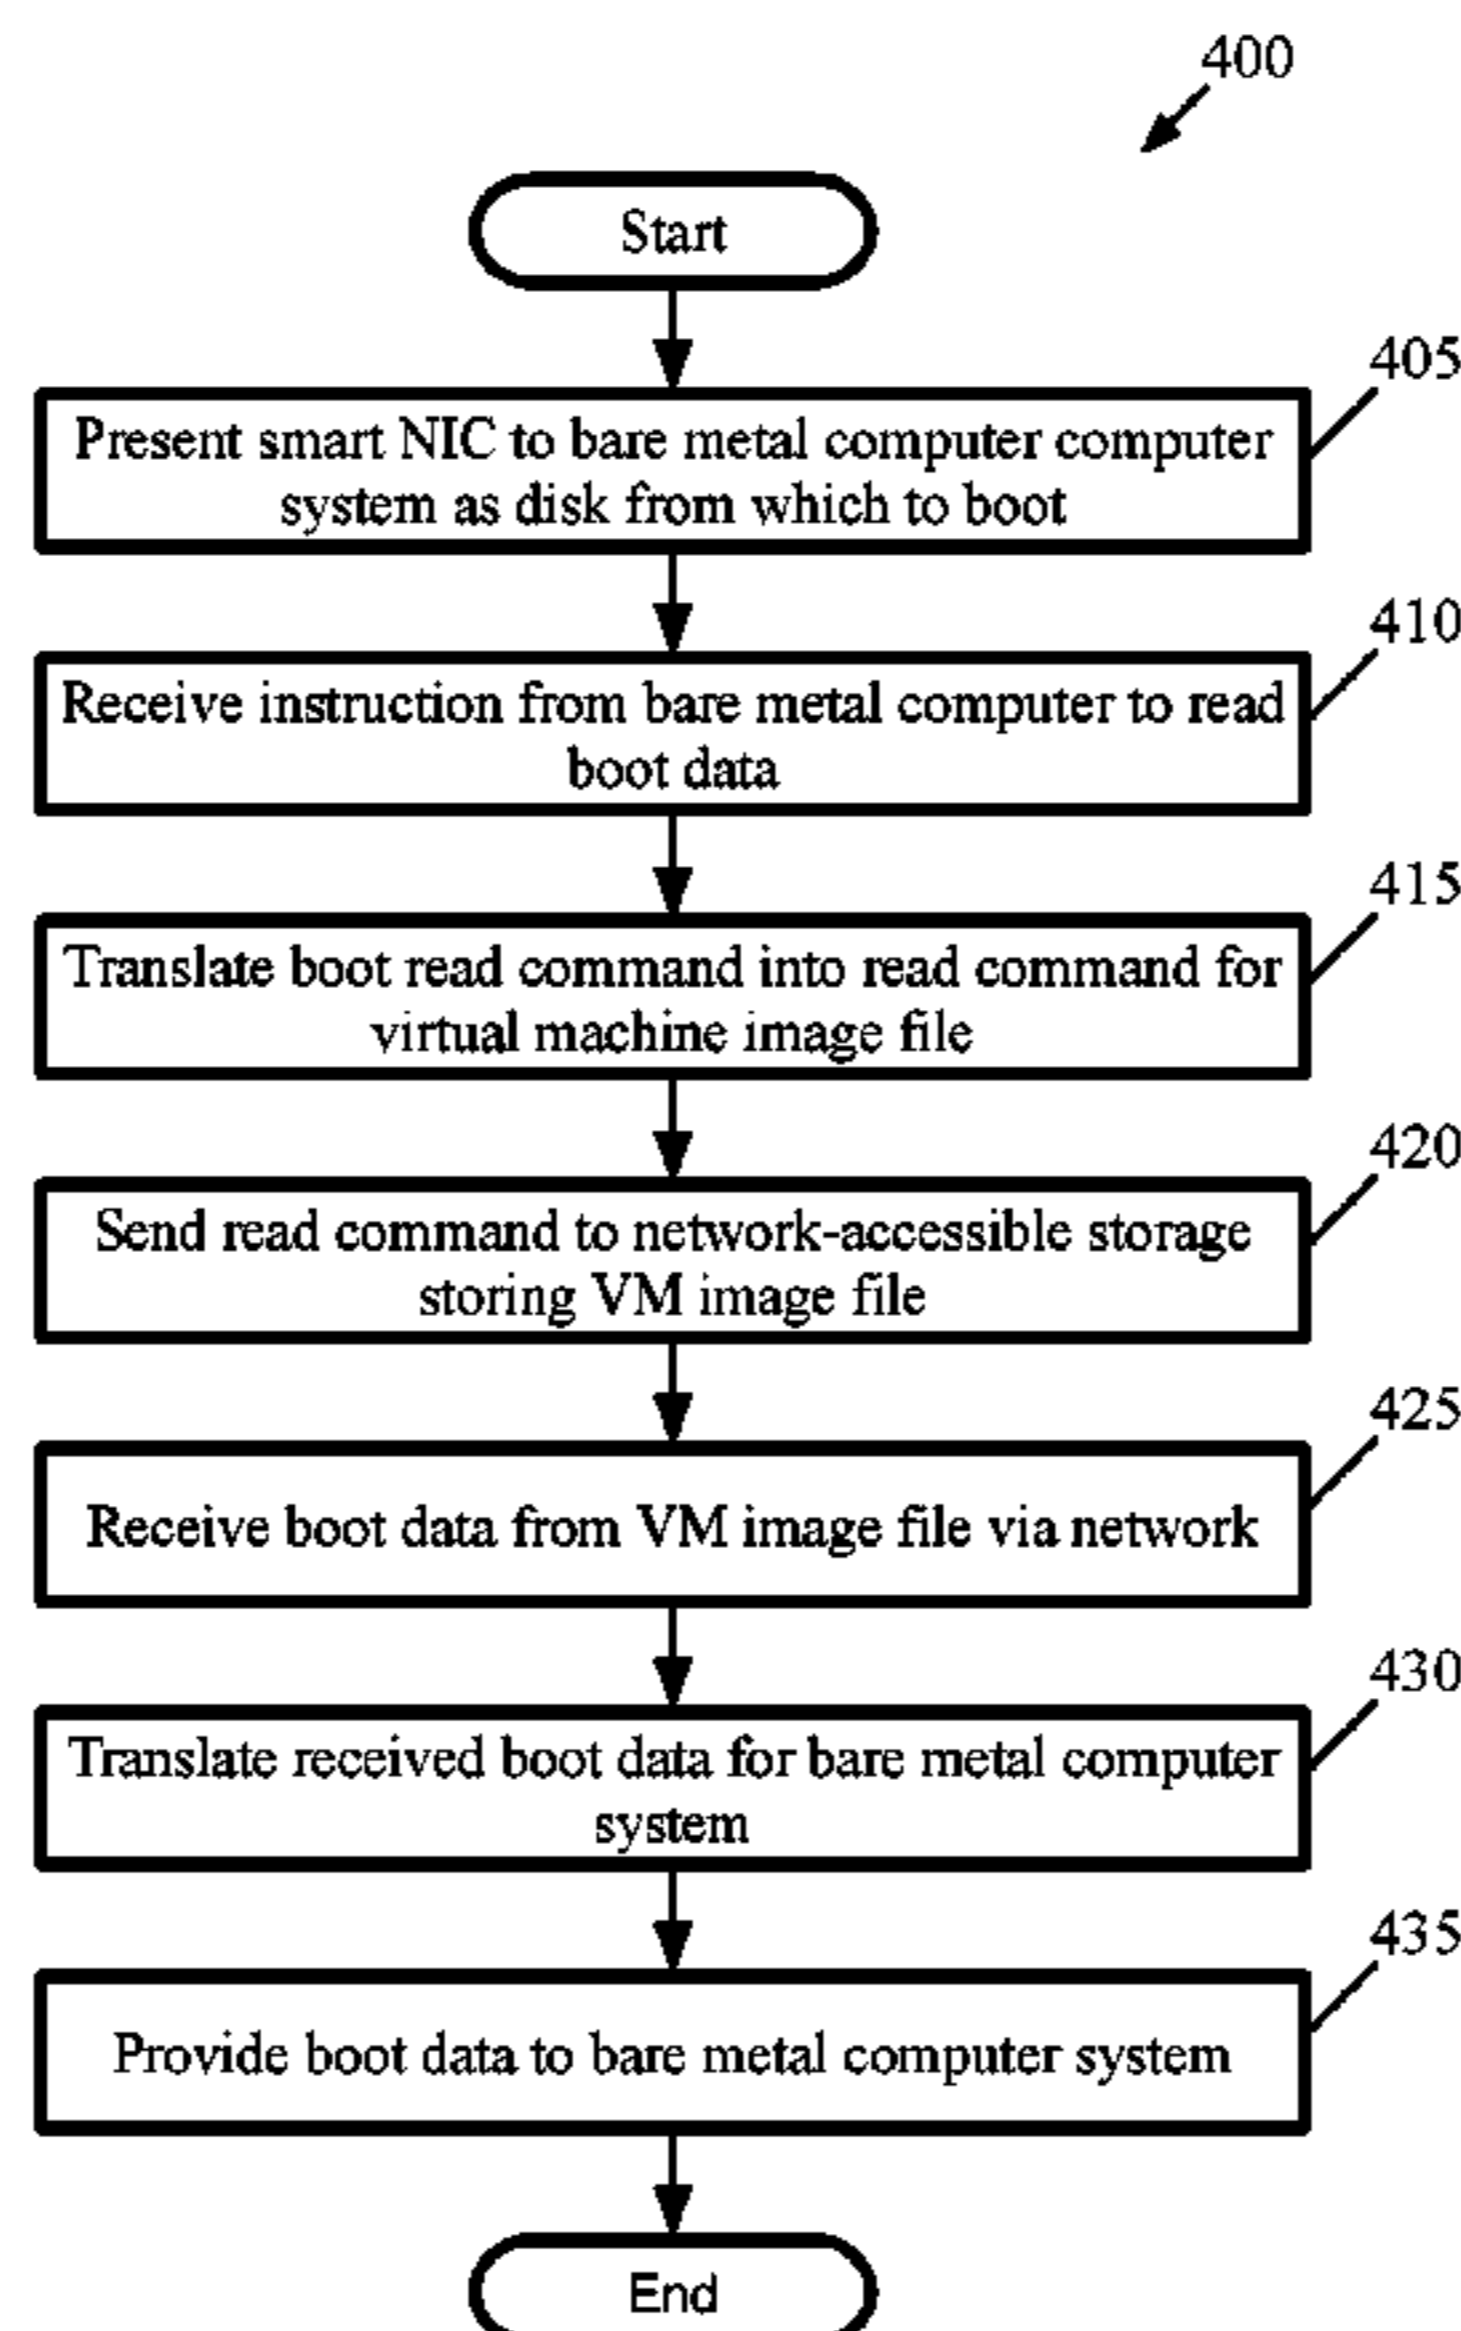 400
Start
405
Present smart NIC to bare metal computer computer
system as disk from which to boot
410
Receive instruction from bare metal computer to read
boot data
415
Translate boot read command into read command for
virtual machine image file
420
Send read command to network-accessible storage
storing VM image file
425
Receive boot data from VM image file via network
430
Translate received boot data for bare metal computer
system
435
Provide boot data to bare metal computer system
End